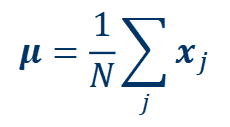 μ = 1/N ∑_j x_j